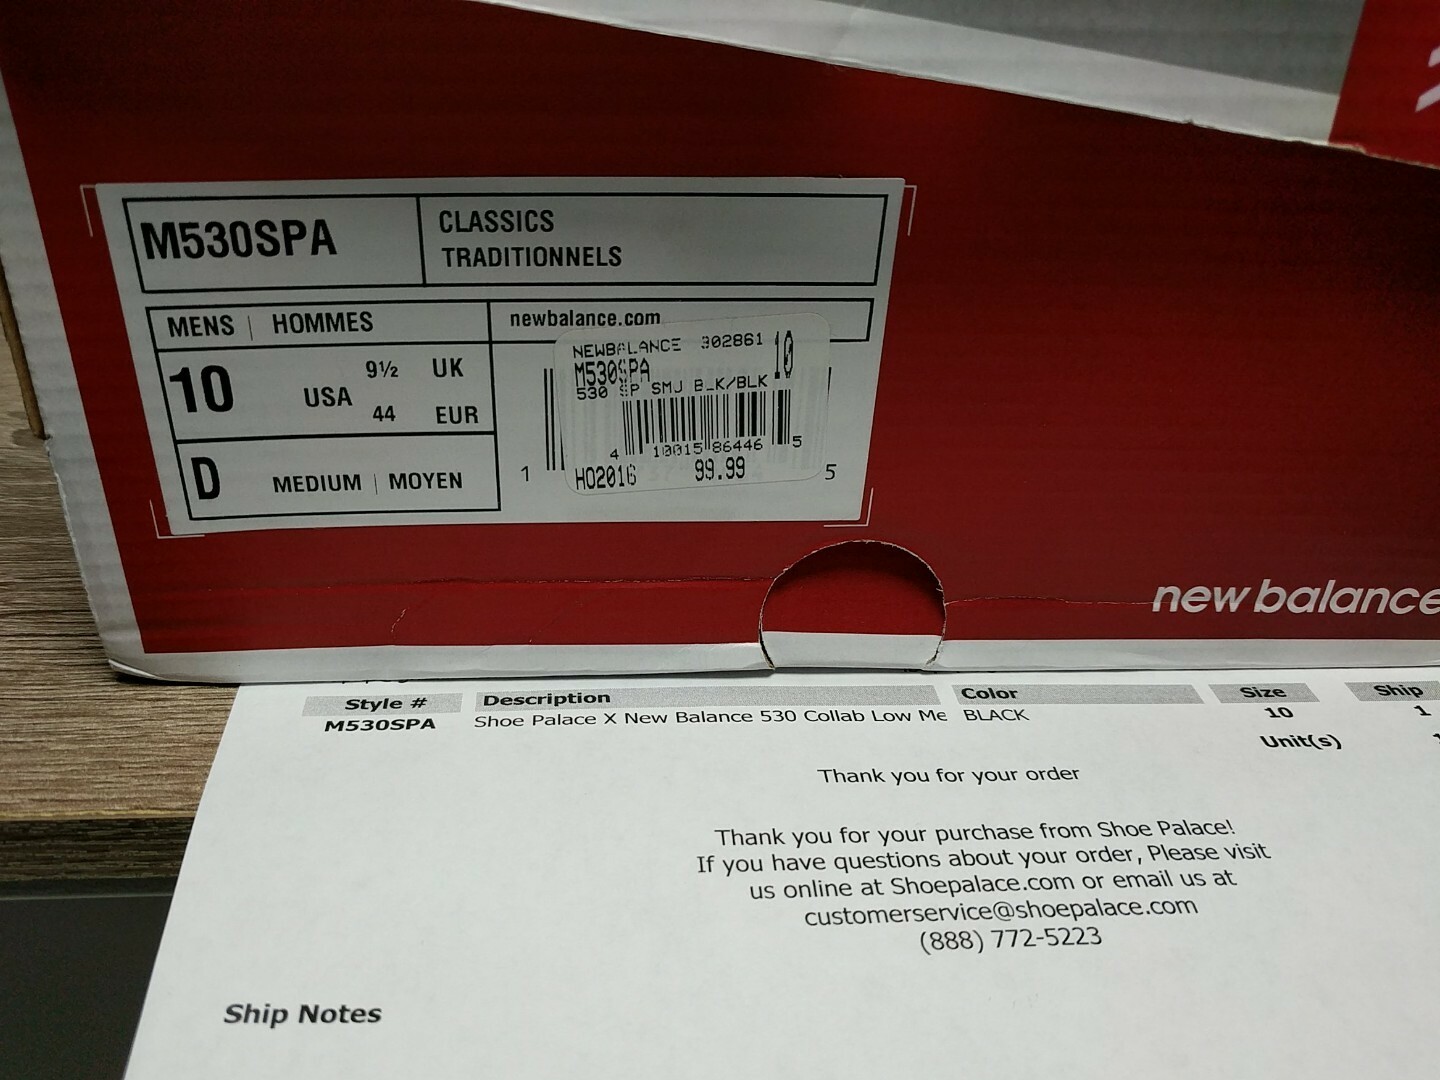 M530SPA
CLASSICS
TRADITIONNELS
MENS | HOMMES
newbalance.com
10
USA
9½ UK
44 EUR
D
MEDIUM | MOYEN
NEWBALANCE 302861
10
M530SPA
530 SP SMJ BLK/BLK
4 10015 86446 5
HO2016 99.99
1
5
new balance
Style # Description Color Size Ship
M530SPA Shoe Palace X New Balance 530 Collab Low Me BLACK 10 1
Unit(s)
Thank you for your order
Thank you for your purchase from Shoe Palace!
If you have questions about your order, Please visit
us online at Shoepalace.com or email us at
customerservice@shoepalace.com
(888) 772-5223
Ship Notes